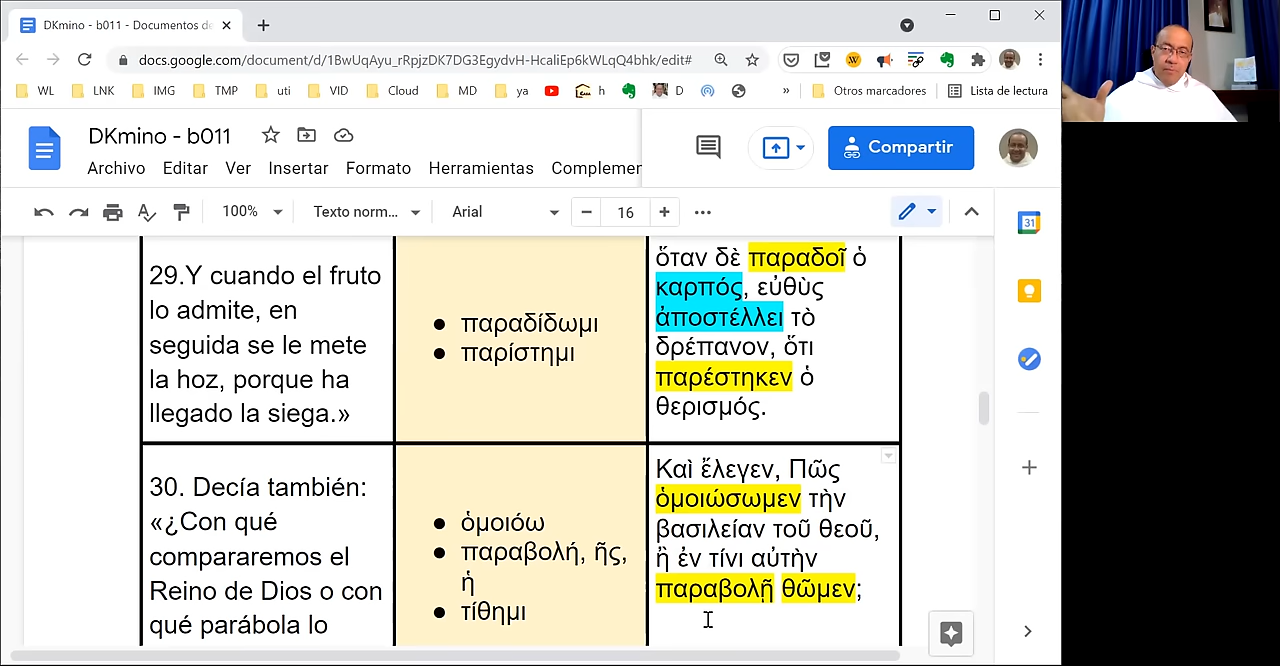 DKmino - b011 - Documentos de
docs.google.com/document/d/1BwUqAyu_rRpjzDK7DG3EgydvH-HcaliEp6kWLqQ4bhk/edit#
WL LNK IMG TMP uti VID Cloud MD ya h D » Otros marcadores Lista de lectura
DKmino - b011
Archivo Editar Ver Insertar Formato Herramientas Complemen
Compartir
100% Texto norm... Arial 16
31
29.Y cuando el fruto
lo admite, en
seguida se le mete
la hoz, porque ha
llegado la siega.»
παραδίδωμι
παρίστημι
ὅταν δὲ παραδοῖ ὁ
καρπός, εὐθὺς
ἀποστέλλει τὸ
δρέπανον, ὅτι
παρέστηκεν ὁ
θερισμός.
30. Decía también:
«¿Con qué
compararemos el
Reino de Dios o con
qué parábola lo
ὁμοιόω
παραβολή, ῆς,
ἡ
τίθημι
Καὶ ἔλεγεν, Πῶς
ὁμοιώσωμεν τὴν
βασιλείαν τοῦ θεοῦ,
ἢ ἐν τίνι αὐτὴν
παραβολῇ θῶμεν;